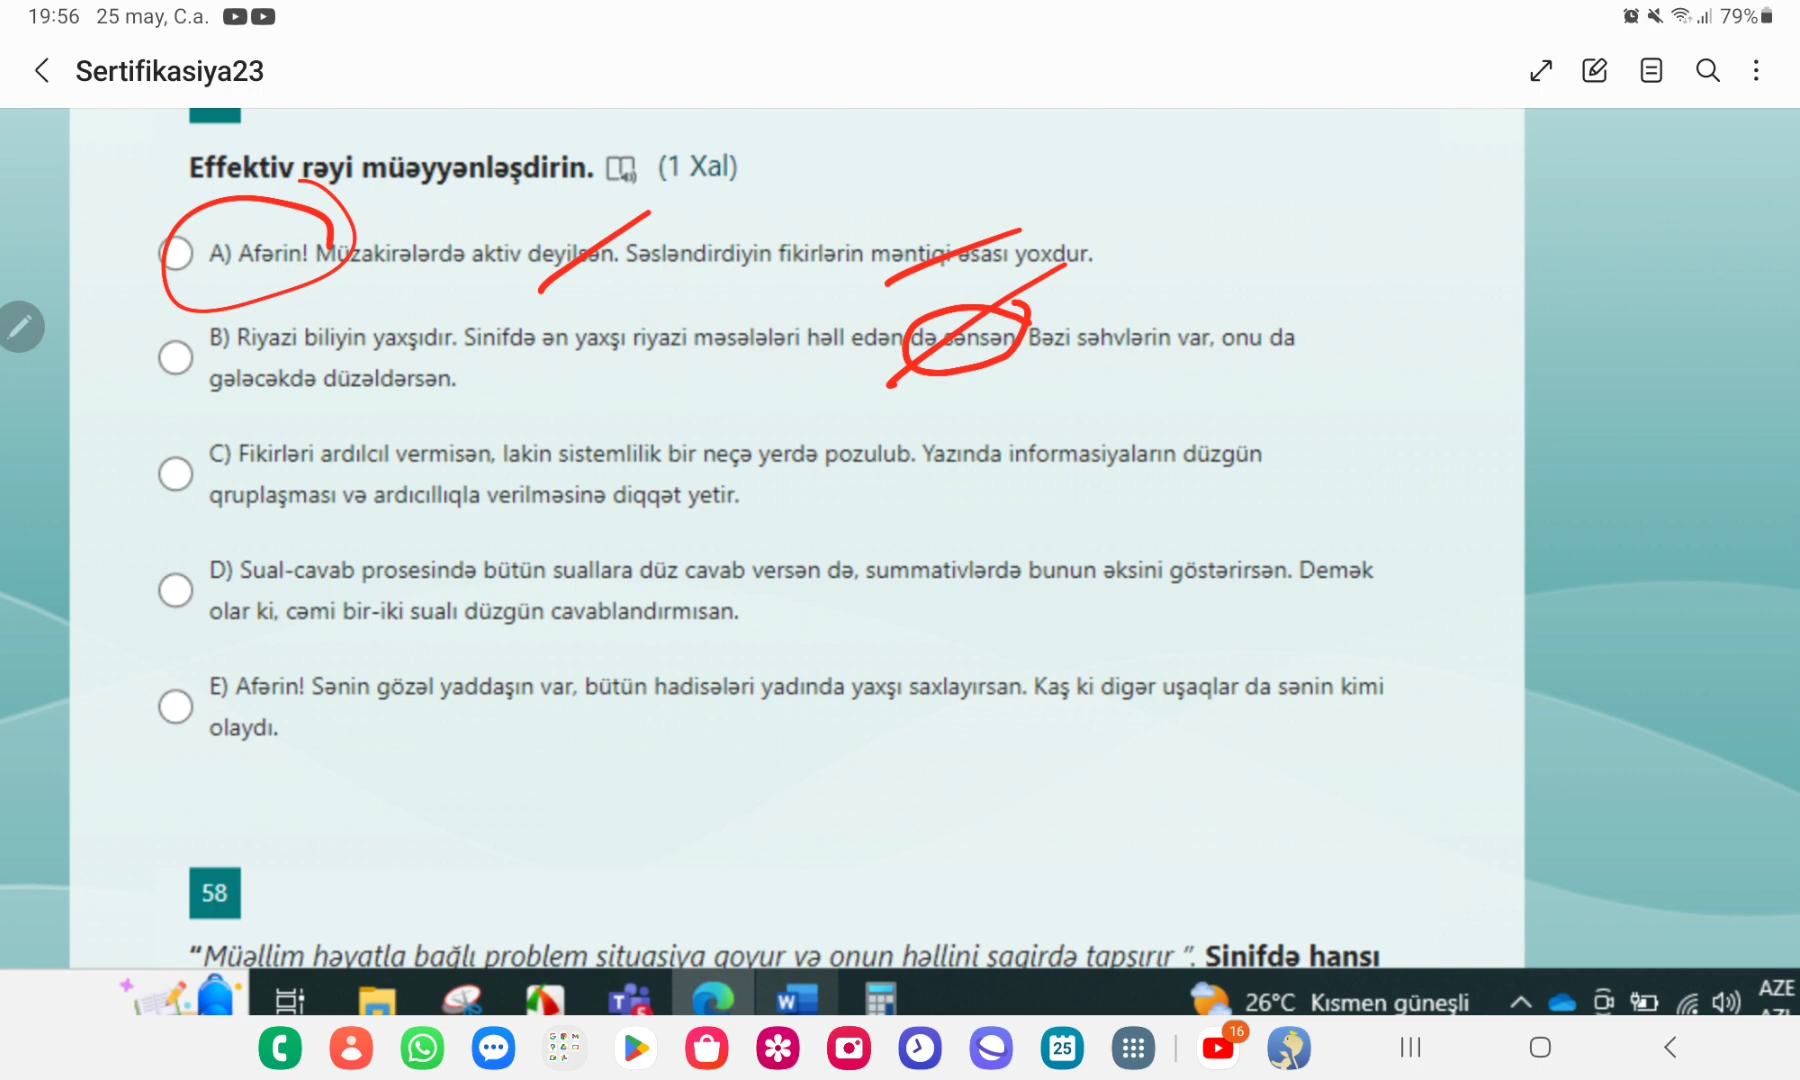 19:56 25 may, C.a. 79%
Sertifikasiya23
Effektiv rəyi müəyyənləşdirin. (1 Xal)
A) Afərin! Müzakirələrdə aktiv deyilsən. Səsləndirdiyin fikirlərin məntiqi əsası yoxdur.
B) Riyazi biliyin yaxşıdır. Sinifdə ən yaxşı riyazi məsələləri həll edən də sənsən. Bəzi səhvlərin var, onu da
gələcəkdə düzəldərsən.
C) Fikirləri ardılcıl vermisən, lakin sistemlilik bir neçə yerdə pozulub. Yazında informasiyaların düzgün
qruplaşması və ardıcıllıqla verilməsinə diqqət yetir.
D) Sual-cavab prosesində bütün suallara düz cavab versən də, summativlərdə bunun əksini göstərirsən. Demək
olar ki, cəmi bir-iki sualı düzgün cavablandırmısan.
E) Afərin! Sənin gözəl yaddaşın var, bütün hadisələri yadında yaxşı saxlayırsan. Kaş ki digər uşaqlar da sənin kimi
olaydı.
58
“Müəllim həyatla bağlı problem situasiya qoyur və onun həllini şagirdə tapşırır ”. Sinifdə hansı
26°C Kısmen güneşli AZE
16
25